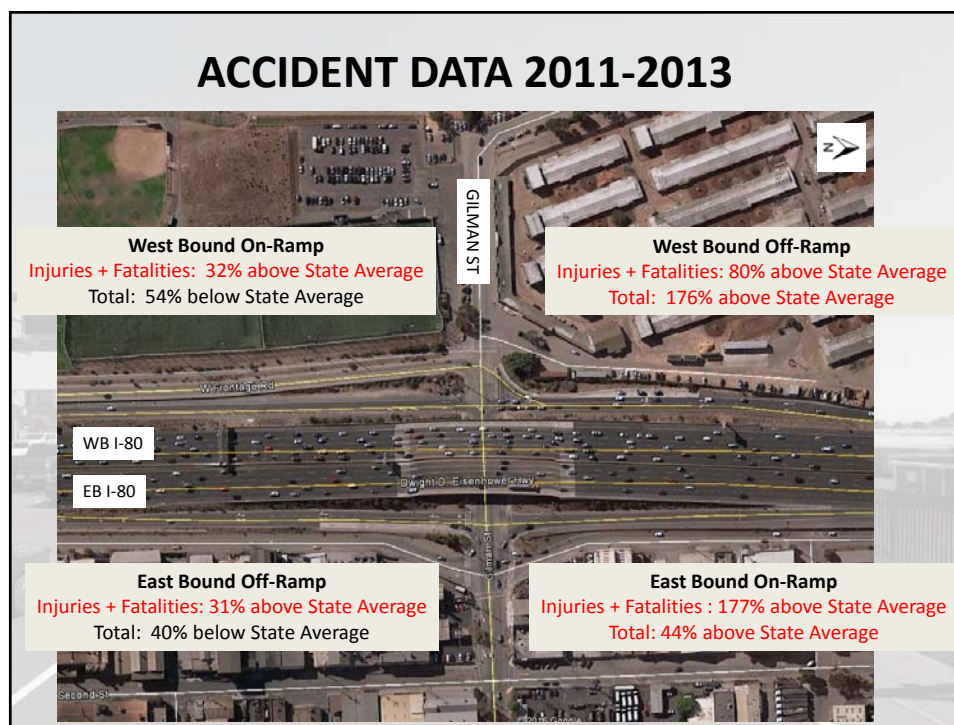 ACCIDENT DATA 2011-2013
N
GILMAN ST
West Bound On-Ramp
Injuries + Fatalities: 32% above State Average
Total: 54% below State Average
West Bound Off-Ramp
Injuries + Fatalities: 80% above State Average
Total: 176% above State Average
W Frontage Rd
WB I-80
EB I-80
Dwight D. Eisenhower Hwy
Gilman St
East Bound Off-Ramp
Injuries + Fatalities: 31% above State Average
Total: 40% below State Average
East Bound On-Ramp
Injuries + Fatalities : 177% above State Average
Total: 44% above State Average
Second St